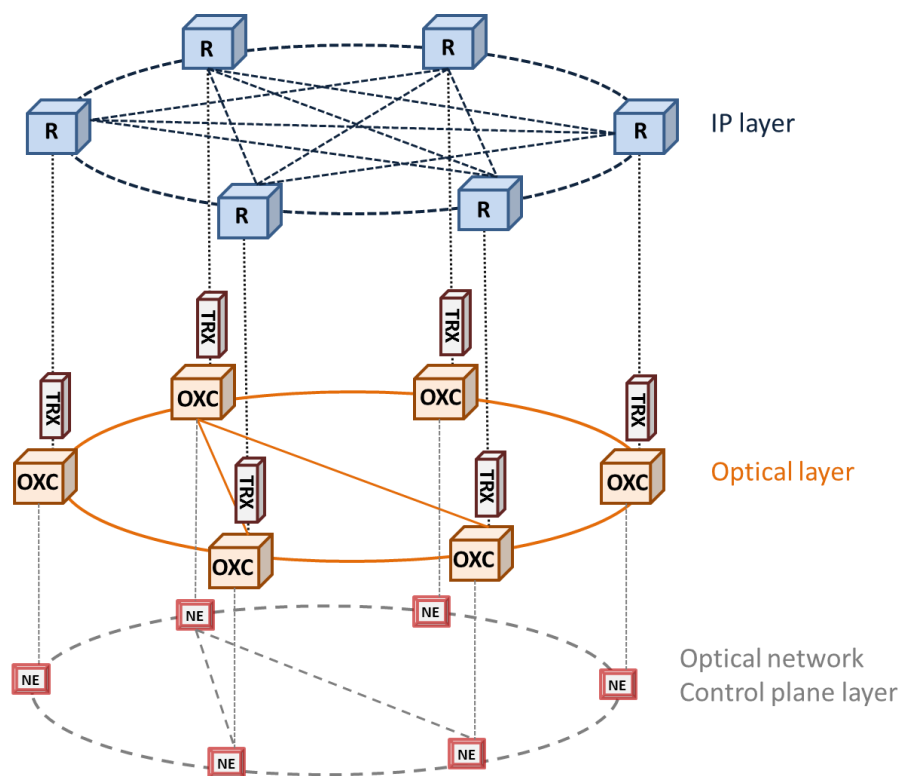 R
R
R
R
IP layer
R
R
TRX
TRX
TRX
TRX
OXC
OXC
OXC
TRX
TRX
OXC
Optical layer
OXC
OXC
NE
NE
NE
NE
Optical network
Control plane layer
NE
NE